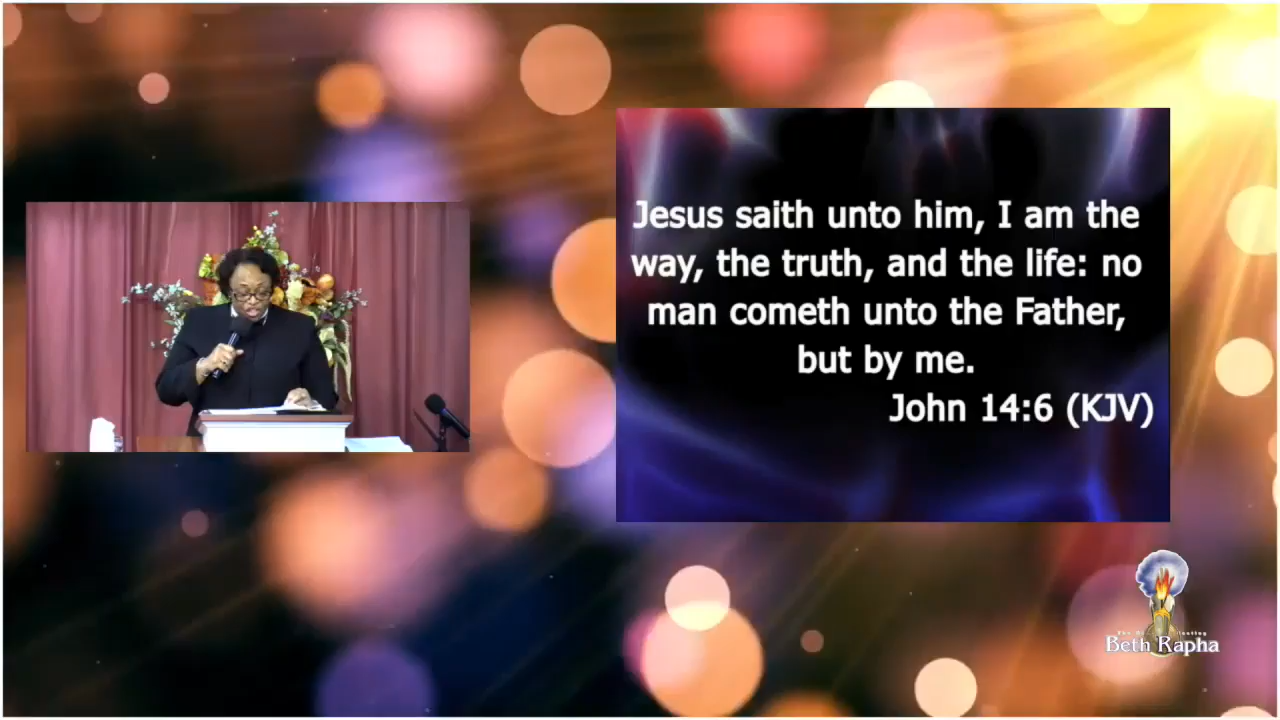 Jesus saith unto him, I am the
way, the truth, and the life: no
man cometh unto the Father,
but by me.
John 14:6 (KJV)
Beth Rapha